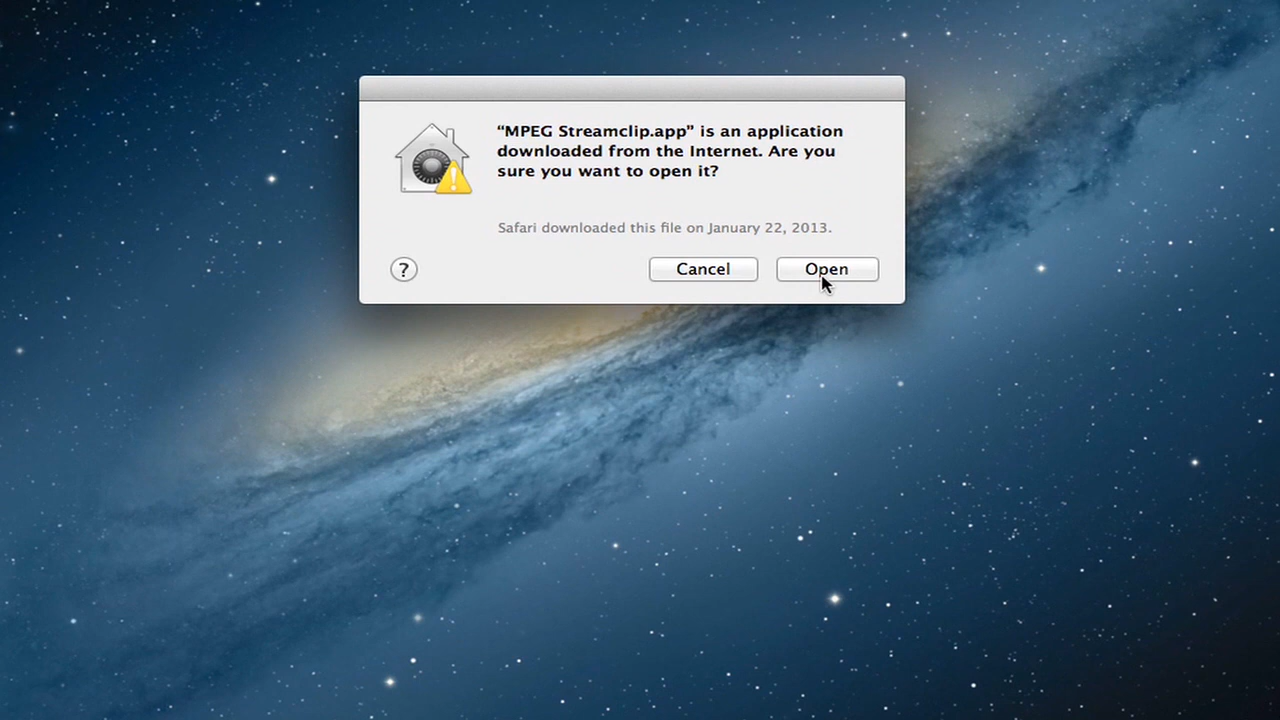 “MPEG Streamclip.app” is an application
downloaded from the Internet. Are you
sure you want to open it?
Safari downloaded this file on January 22, 2013.
?
Cancel
Open